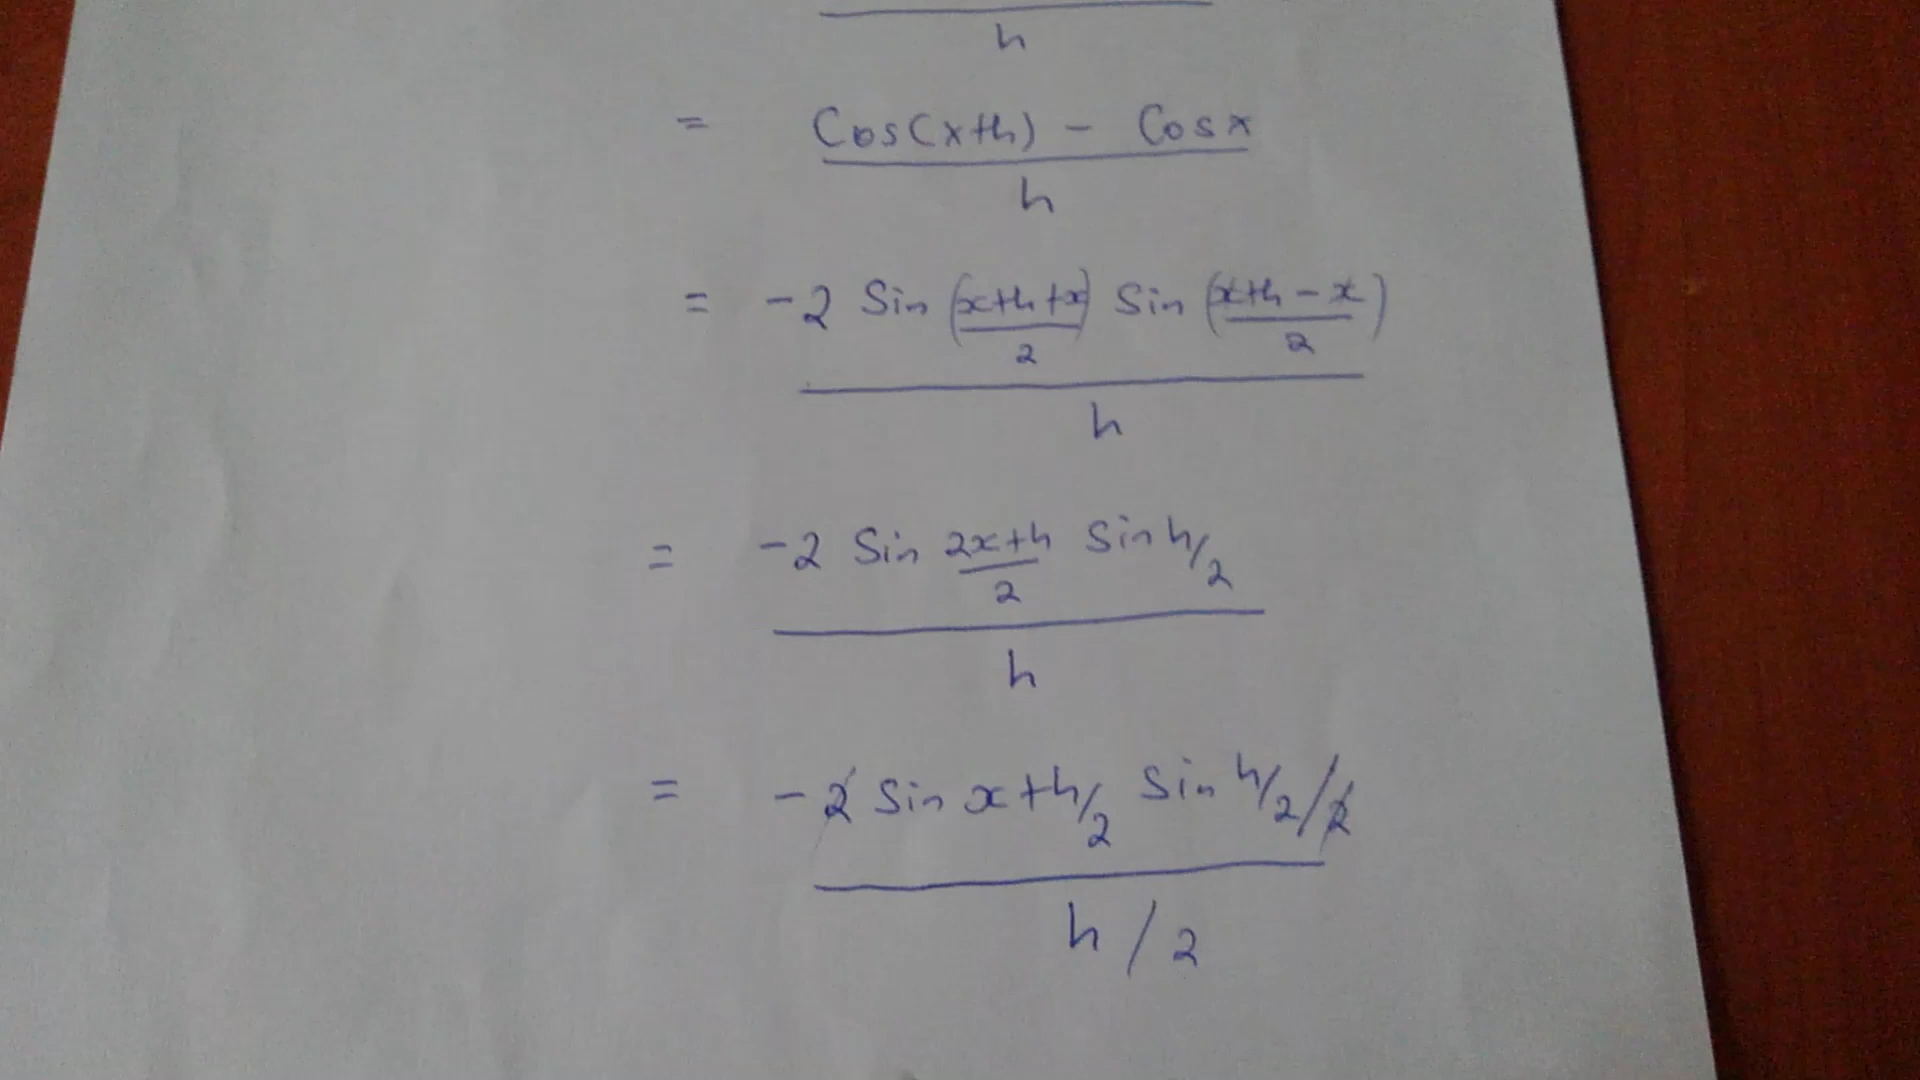 h
= Cos(x+h) - Cosx
h
= -2 Sin (x+h+x) Sin (x+h-x)
2 2
h
= -2 Sin 2x+h Sin h/2
2
h
= -2 Sin x+h/2 Sin h/2/2
h/2